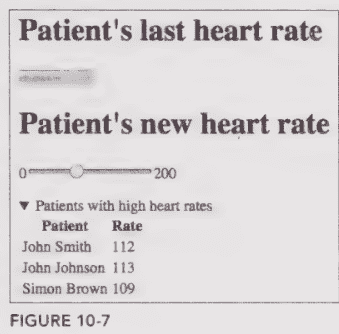 Patient's last heart rate
Patient's new heart rate
0 200
▼ Patients with high heart rates
Patient Rate
John Smith 112
John Johnson 113
Simon Brown 109
FIGURE 10-7